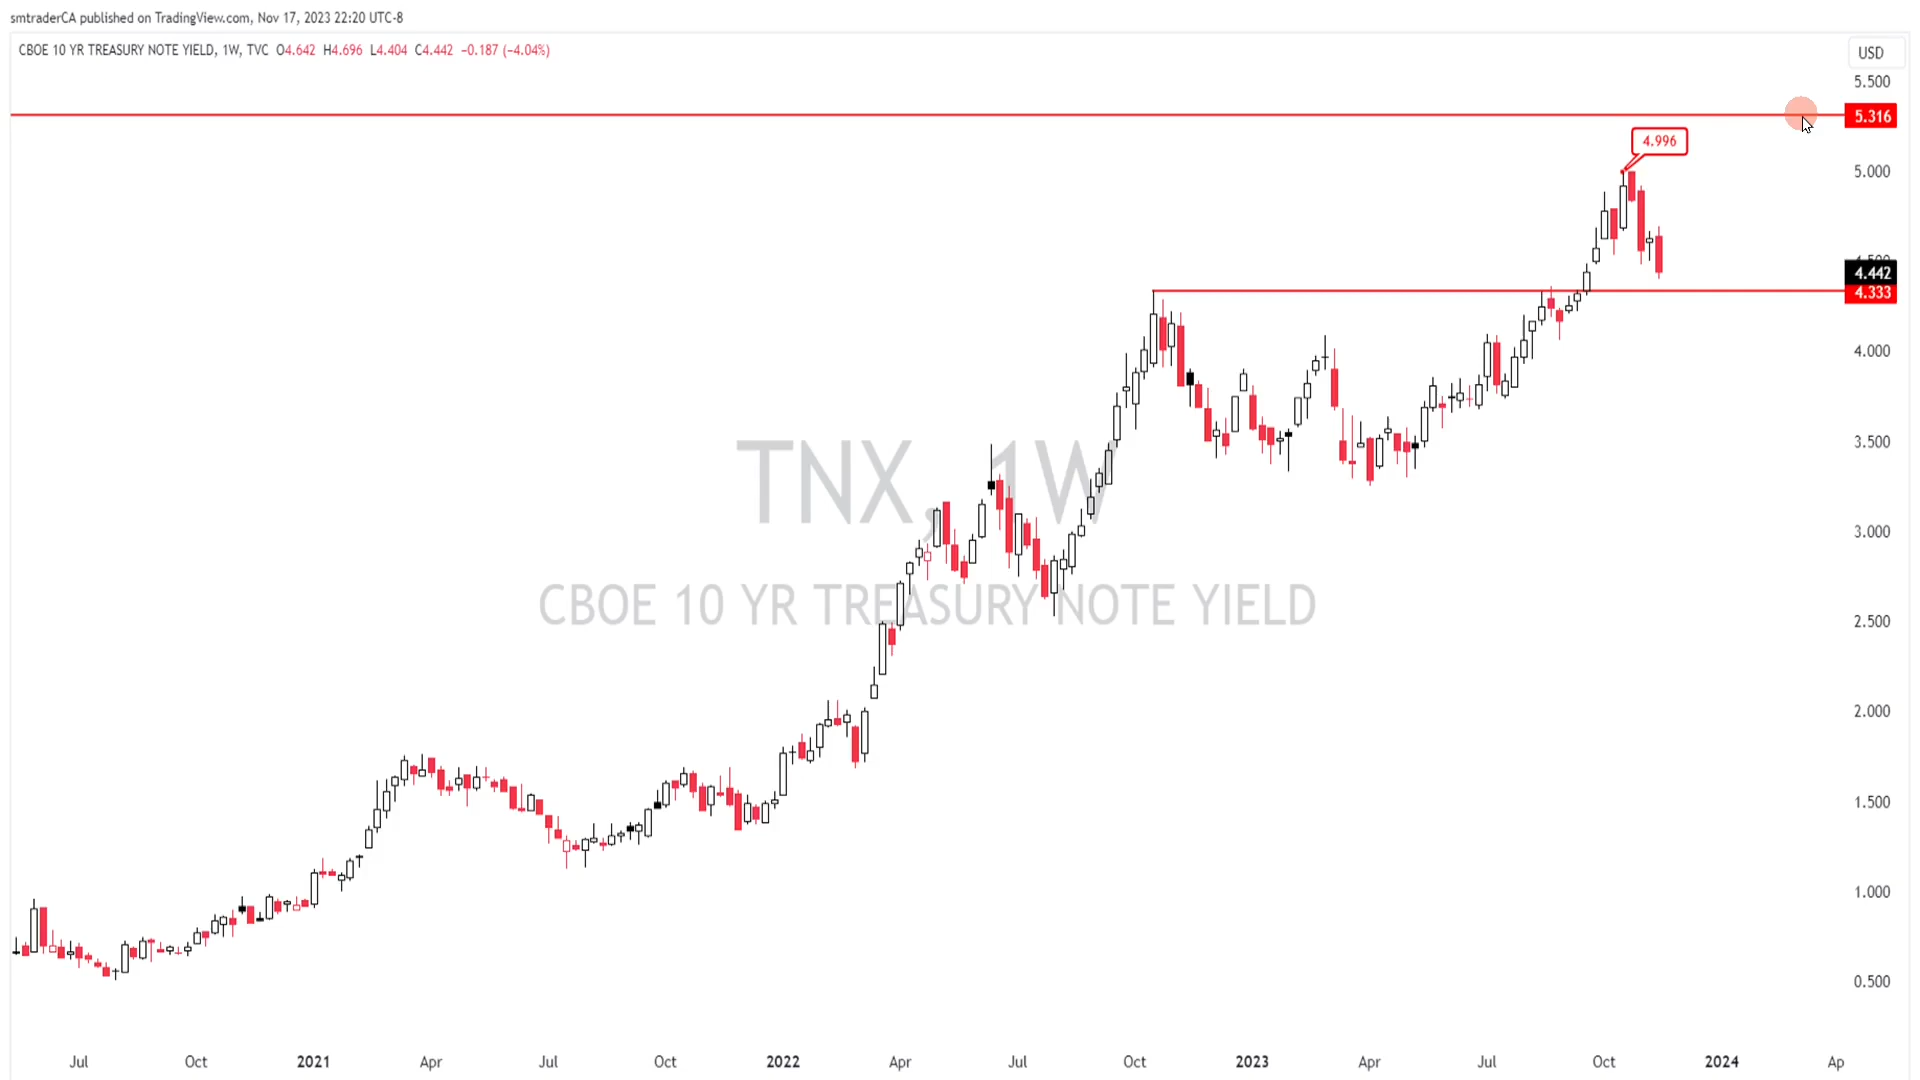 smtraderCA published on TradingView.com, Nov 17, 2023 22:20 UTC-8
CBOE 10 YR TREASURY NOTE YIELD, 1W, TVC O4.642 H4.696 L4.404 C4.442 −0.187 (−4.04%)
USD
5.500
5.316
4.996
5.000
4.500
4.442
4.333
4.000
3.500
TNX, 1W
3.000
CBOE 10 YR TREASURY NOTE YIELD
2.500
2.000
1.500
1.000
0.500
Jul Oct 2021 Apr Jul Oct 2022 Apr Jul Oct 2023 Apr Jul Oct 2024 Ap